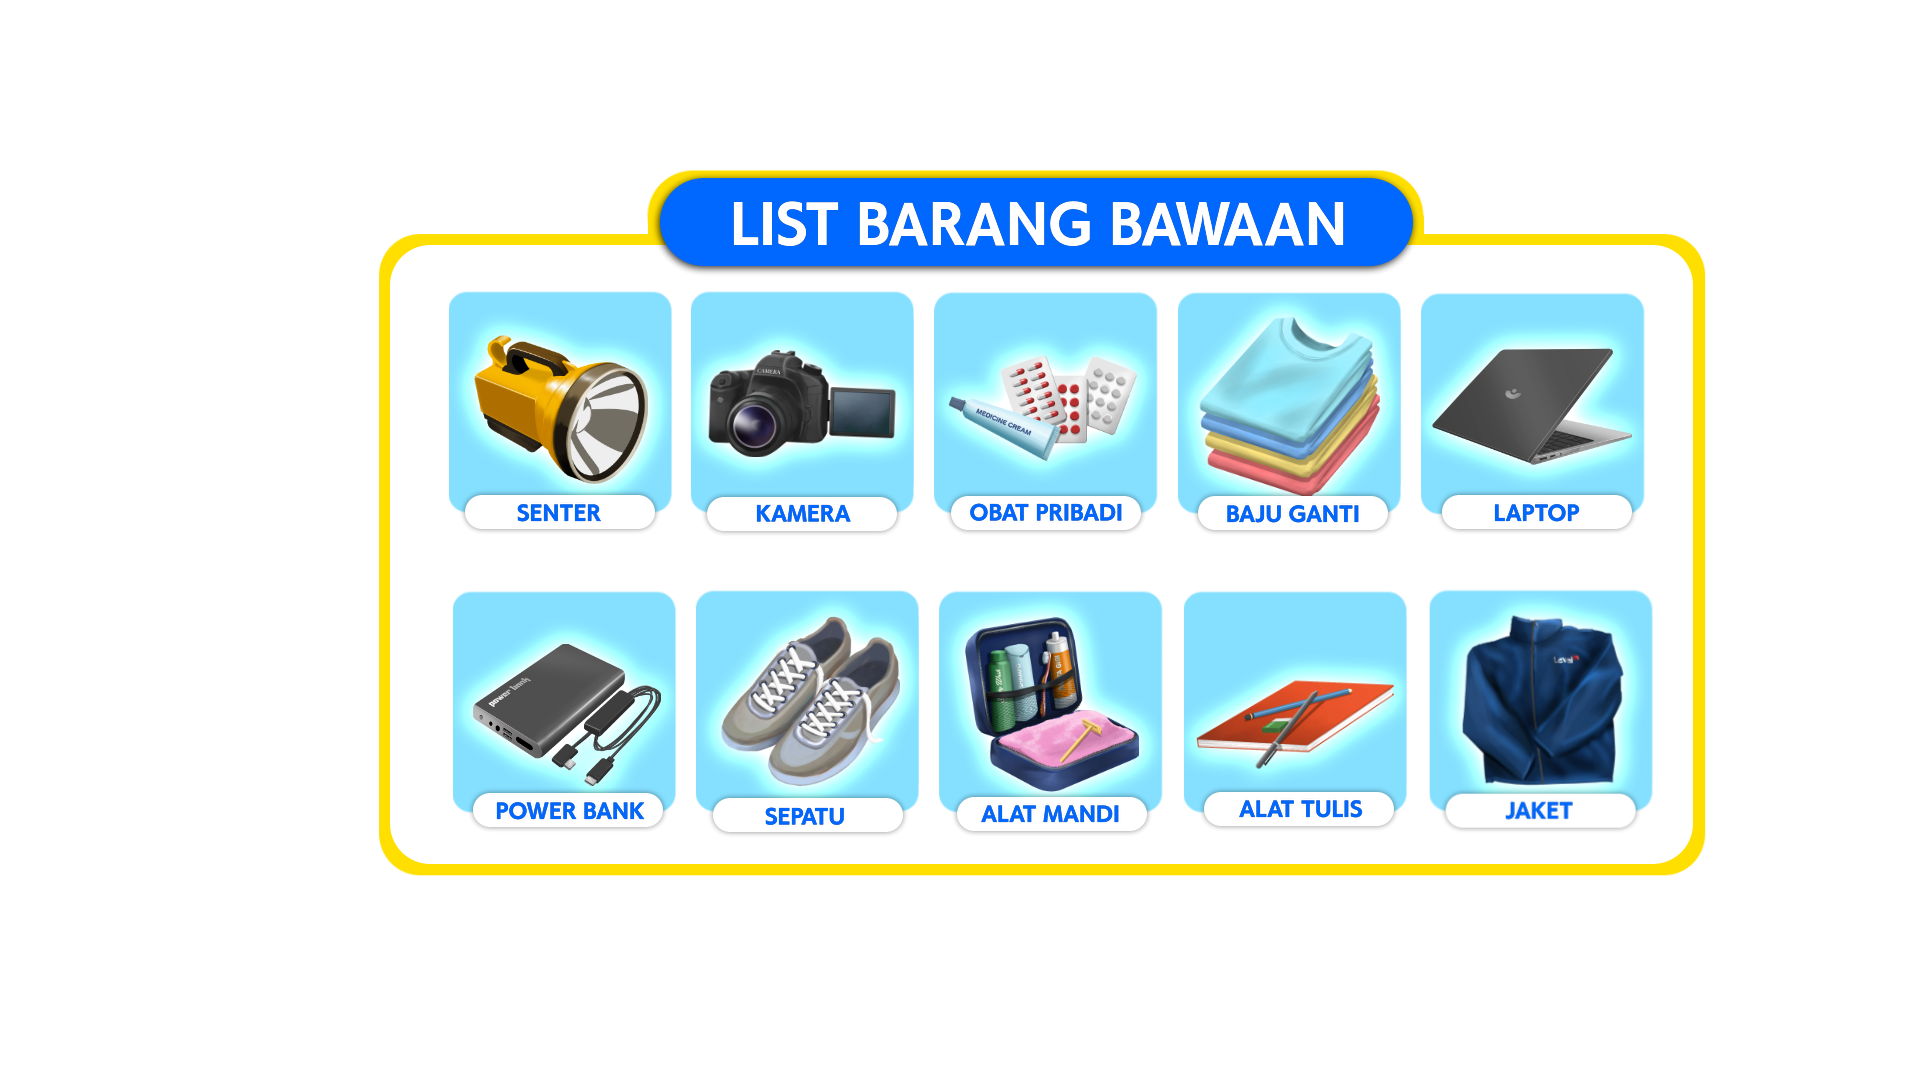 LIST BARANG BAWAAN
CAMERA
MEDICINE CREAM
SENTER
KAMERA
OBAT PRIBADI
BAJU GANTI
LAPTOP
power bank
Level
POWER BANK
SEPATU
ALAT MANDI
ALAT TULIS
JAKET